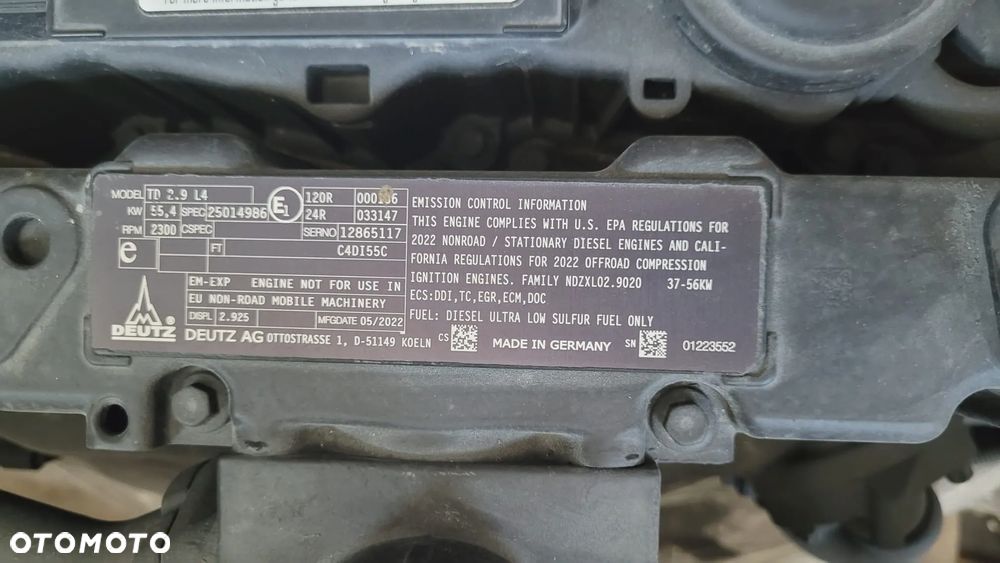 MODEL TD 2.9 L4 E1 120R 000106
KW 55,4 SPEC 25014986 24R 033147
RPM 2300 CSPEC SERNO 12865117
e FT C4DI55C
EM-EXP ENGINE NOT FOR USE IN
EU NON-ROAD MOBILE MACHINERY
DISPL 2.925 MFGDATE 05/2022
DEUTZ DEUTZ AG OTTOSTRASSE 1, D-51149 KOELN CS MADE IN GERMANY SN 01223552
EMISSION CONTROL INFORMATION
THIS ENGINE COMPLIES WITH U.S. EPA REGULATIONS FOR
2022 NONROAD / STATIONARY DIESEL ENGINES AND CALI-
FORNIA REGULATIONS FOR 2022 OFFROAD COMPRESSION
IGNITION ENGINES. FAMILY NDZXL02.9020 37-56KW
ECS:DDI,TC,EGR,ECM,DOC
FUEL: DIESEL ULTRA LOW SULFUR FUEL ONLY
OTOMOTO